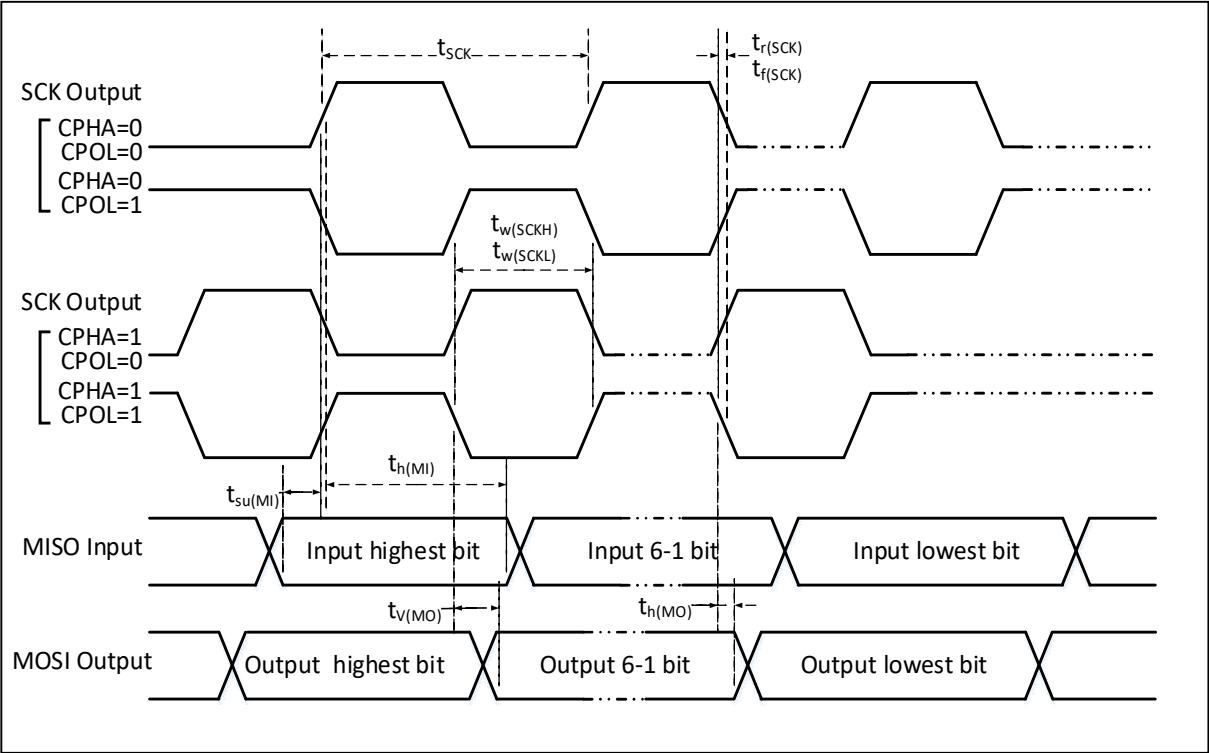 tSCK
tr(SCK)
tf(SCK)
SCK Output
CPHA=0
CPOL=0
CPHA=0
CPOL=1
tw(SCKH)
tw(SCKL)
SCK Output
CPHA=1
CPOL=0
CPHA=1
CPOL=1
th(MI)
tsu(MI)
MISO Input
Input highest bit
Input 6-1 bit
Input lowest bit
tV(MO)
th(MO)
MOSI Output
Output highest bit
Output 6-1 bit
Output lowest bit